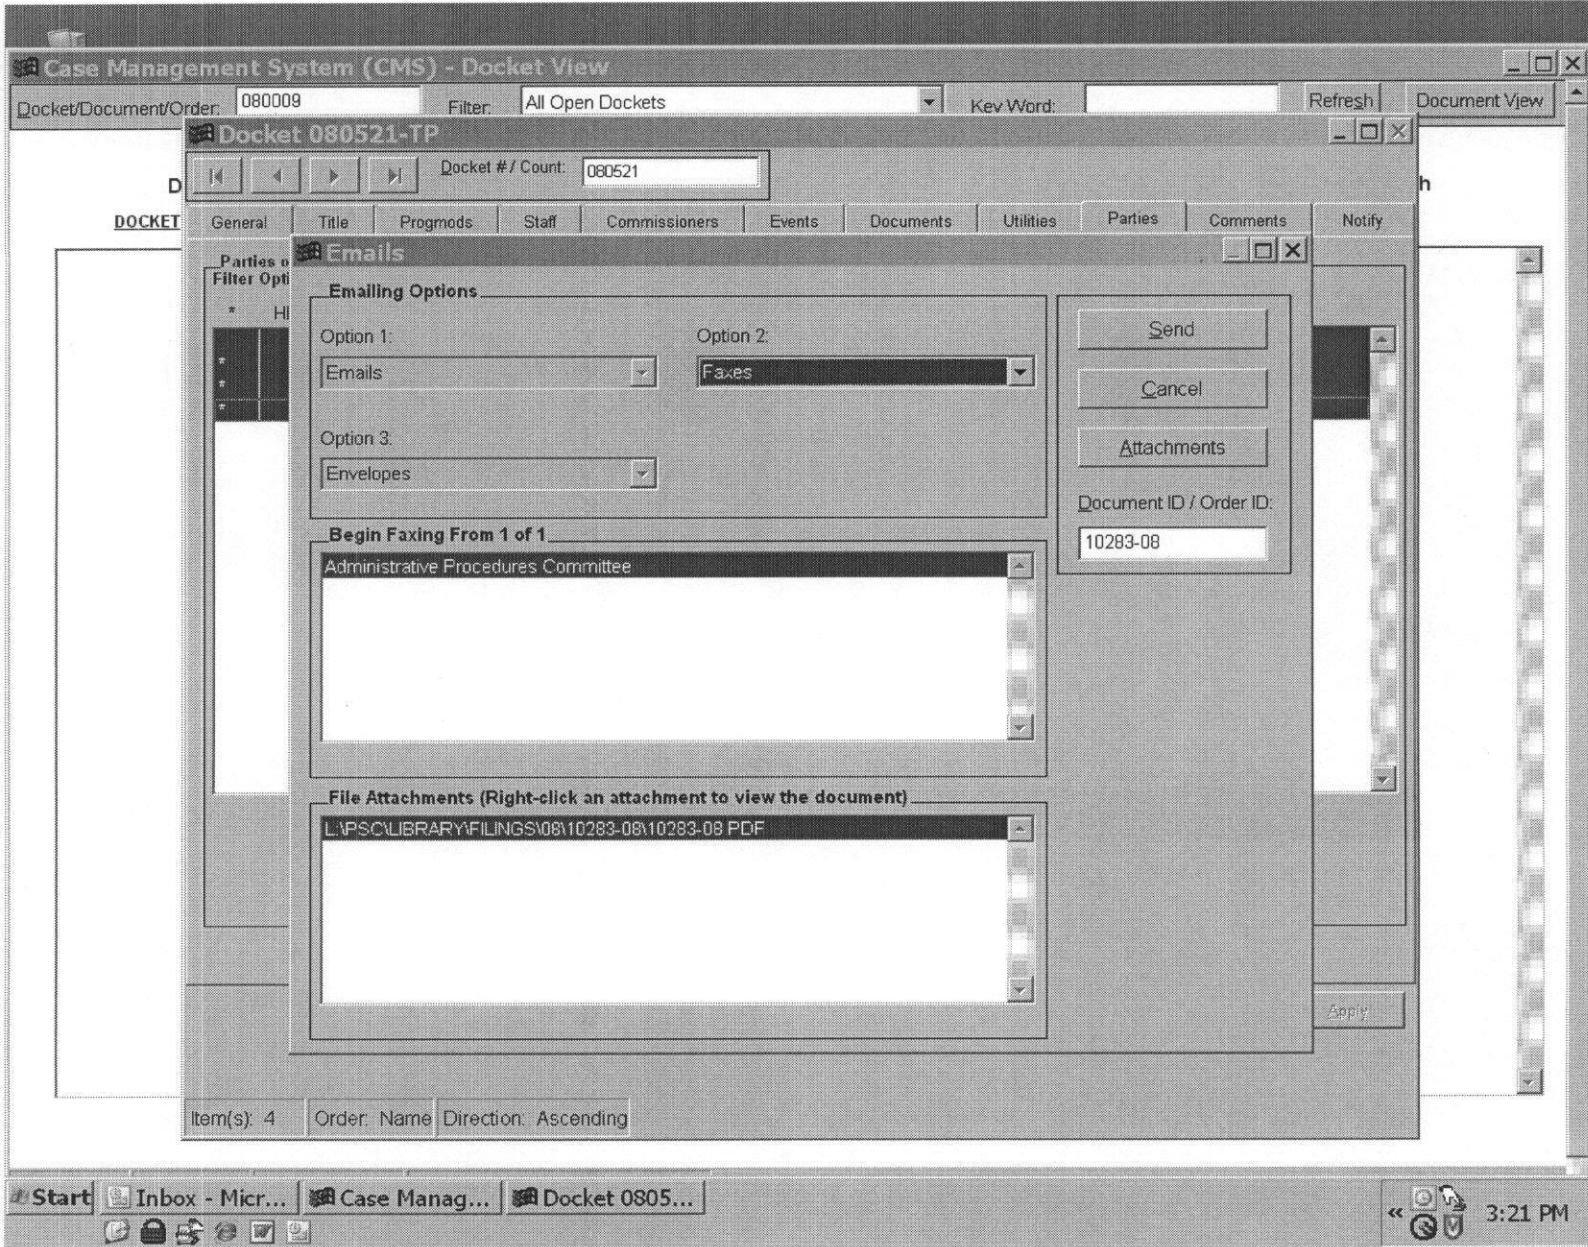 Case Management System (CMS) - Docket View
Docket/Document/Order: 080009 Filter: All Open Dockets Key Word: Refresh Document View
Docket 080521-TP
Docket # / Count: 080521
D h
DOCKET General Title Progmods Staff Commissioners Events Documents Utilities Parties Comments Notify
Parties o
Filter Opti
* HI
*
*
*
Emails
Emailing Options
Option 1: Option 2:
Emails Faxes
Option 3:
Envelopes
Send
Cancel
Attachments
Document ID / Order ID:
10283-08
Begin Faxing From 1 of 1
Administrative Procedures Committee
File Attachments (Right-click an attachment to view the document)
L:\PSC\LIBRARY\FILINGS\08\10283-08\10283-08.PDF
Apply
Item(s): 4 Order: Name Direction: Ascending
Start Inbox - Micr... Case Manag... Docket 0805... « 3:21 PM